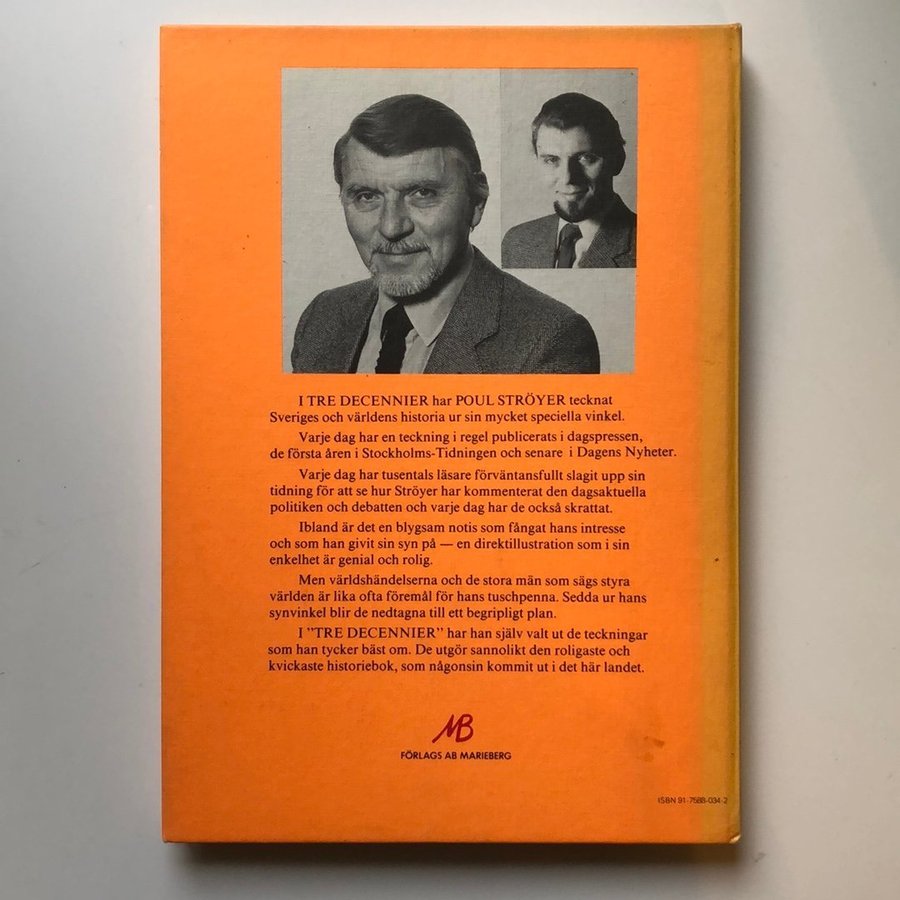 I TRE DECENNIER har POUL STRÖYER tecknat
Sveriges och världens historia ur sin mycket speciella vinkel.
Varje dag har en teckning i regel publicerats i dagspressen,
de första åren i Stockholms-Tidningen och senare i Dagens Nyheter.
Varje dag har tusentals läsare förväntansfullt slagit upp sin
tidning för att se hur Ströyer har kommenterat den dagsaktuella
politiken och debatten och varje dag har de också skrattat.
Ibland är det en blygsam notis som fångat hans intresse
och som han givit sin syn på — en direktillustration som i sin
enkelhet är genial och rolig.
Men världshändelserna och de stora män som sägs styra
världen är lika ofta föremål för hans tuschpenna. Sedda ur hans
synvinkel blir de nedtagna till ett begripligt plan.
I ”TRE DECENNIER” har han själv valt ut de teckningar
som han tycker bäst om. De utgör sannolikt den roligaste och
kvickaste historiebok, som någonsin kommit ut i det här landet.
MB
FÖRLAGS AB MARIEBERG
ISBN 91-7588-034-2